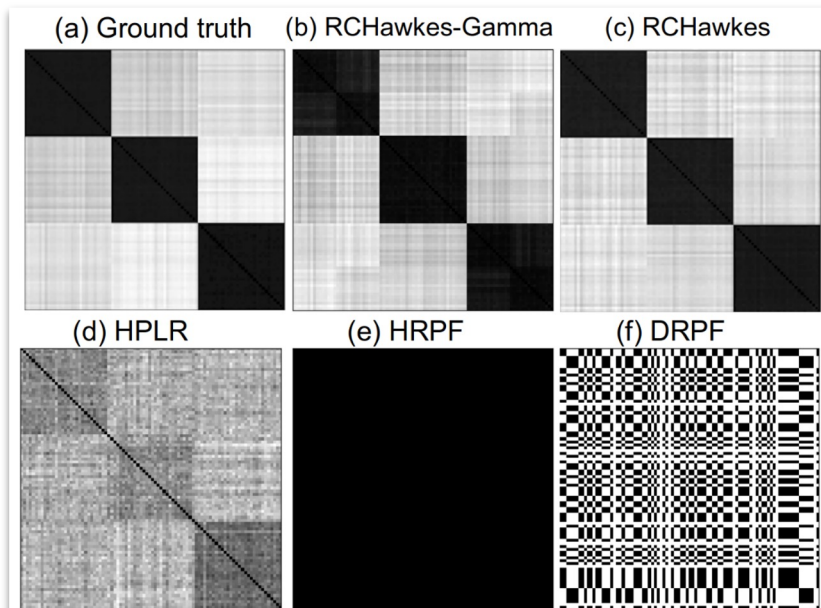 (a) Ground truth
(b) RCHawkes-Gamma
(c) RCHawkes
(d) HPLR
(e) HRPF
(f) DRPF